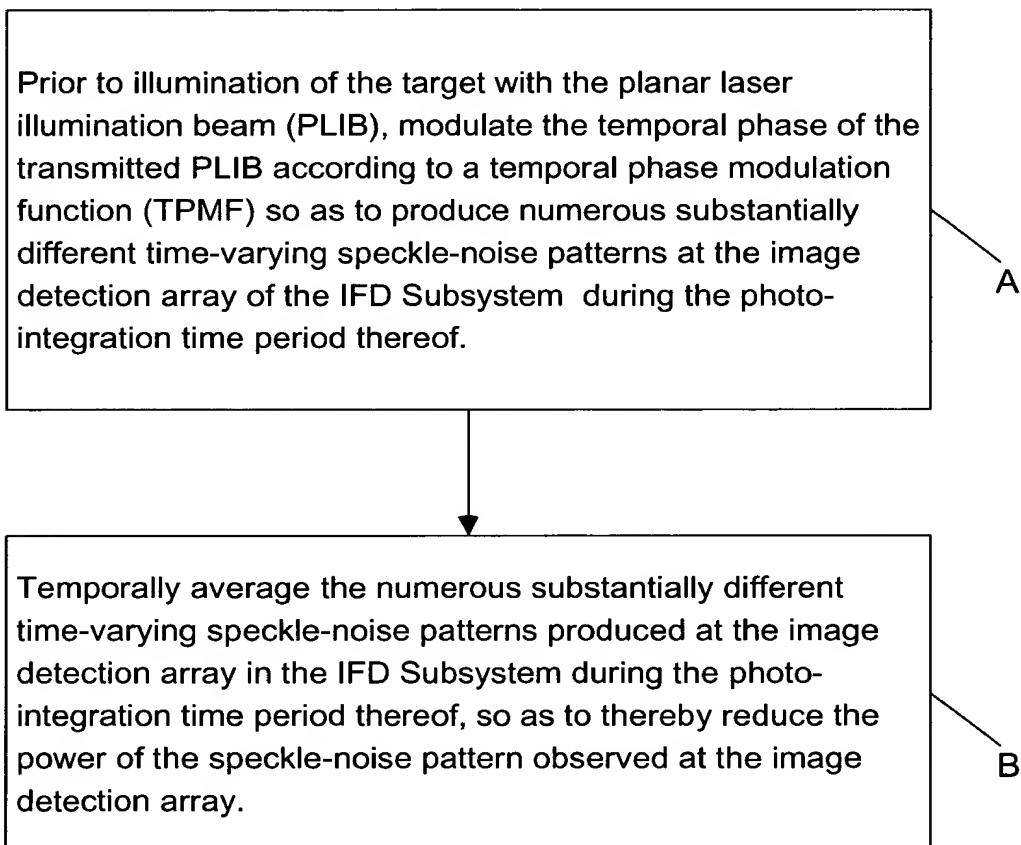 Prior to illumination of the target with the planar laser
illumination beam (PLIB), modulate the temporal phase of the
transmitted PLIB according to a temporal phase modulation
function (TPMF) so as to produce numerous substantially
different time-varying speckle-noise patterns at the image
detection array of the IFD Subsystem during the photo-
integration time period thereof.
A
Temporally average the numerous substantially different
time-varying speckle-noise patterns produced at the image
detection array in the IFD Subsystem during the photo-
integration time period thereof, so as to thereby reduce the
power of the speckle-noise pattern observed at the image
detection array.
B